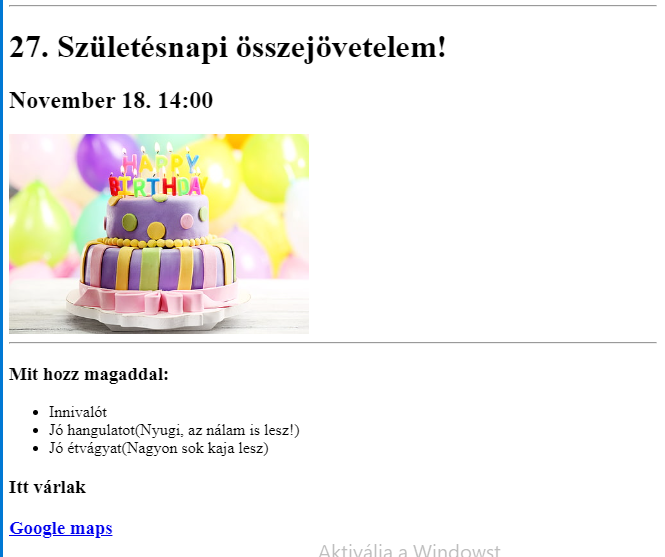 27. Születésnapi összejövetelem!
November 18. 14:00
HAPPY
BIRTHDAY
Mit hozz magaddal:
Innivalót
Jó hangulatot(Nyugi, az nálam is lesz!)
Jó étvágyat(Nagyon sok kaja lesz)
Itt várlak
Google maps
Aktiválja a Windowst